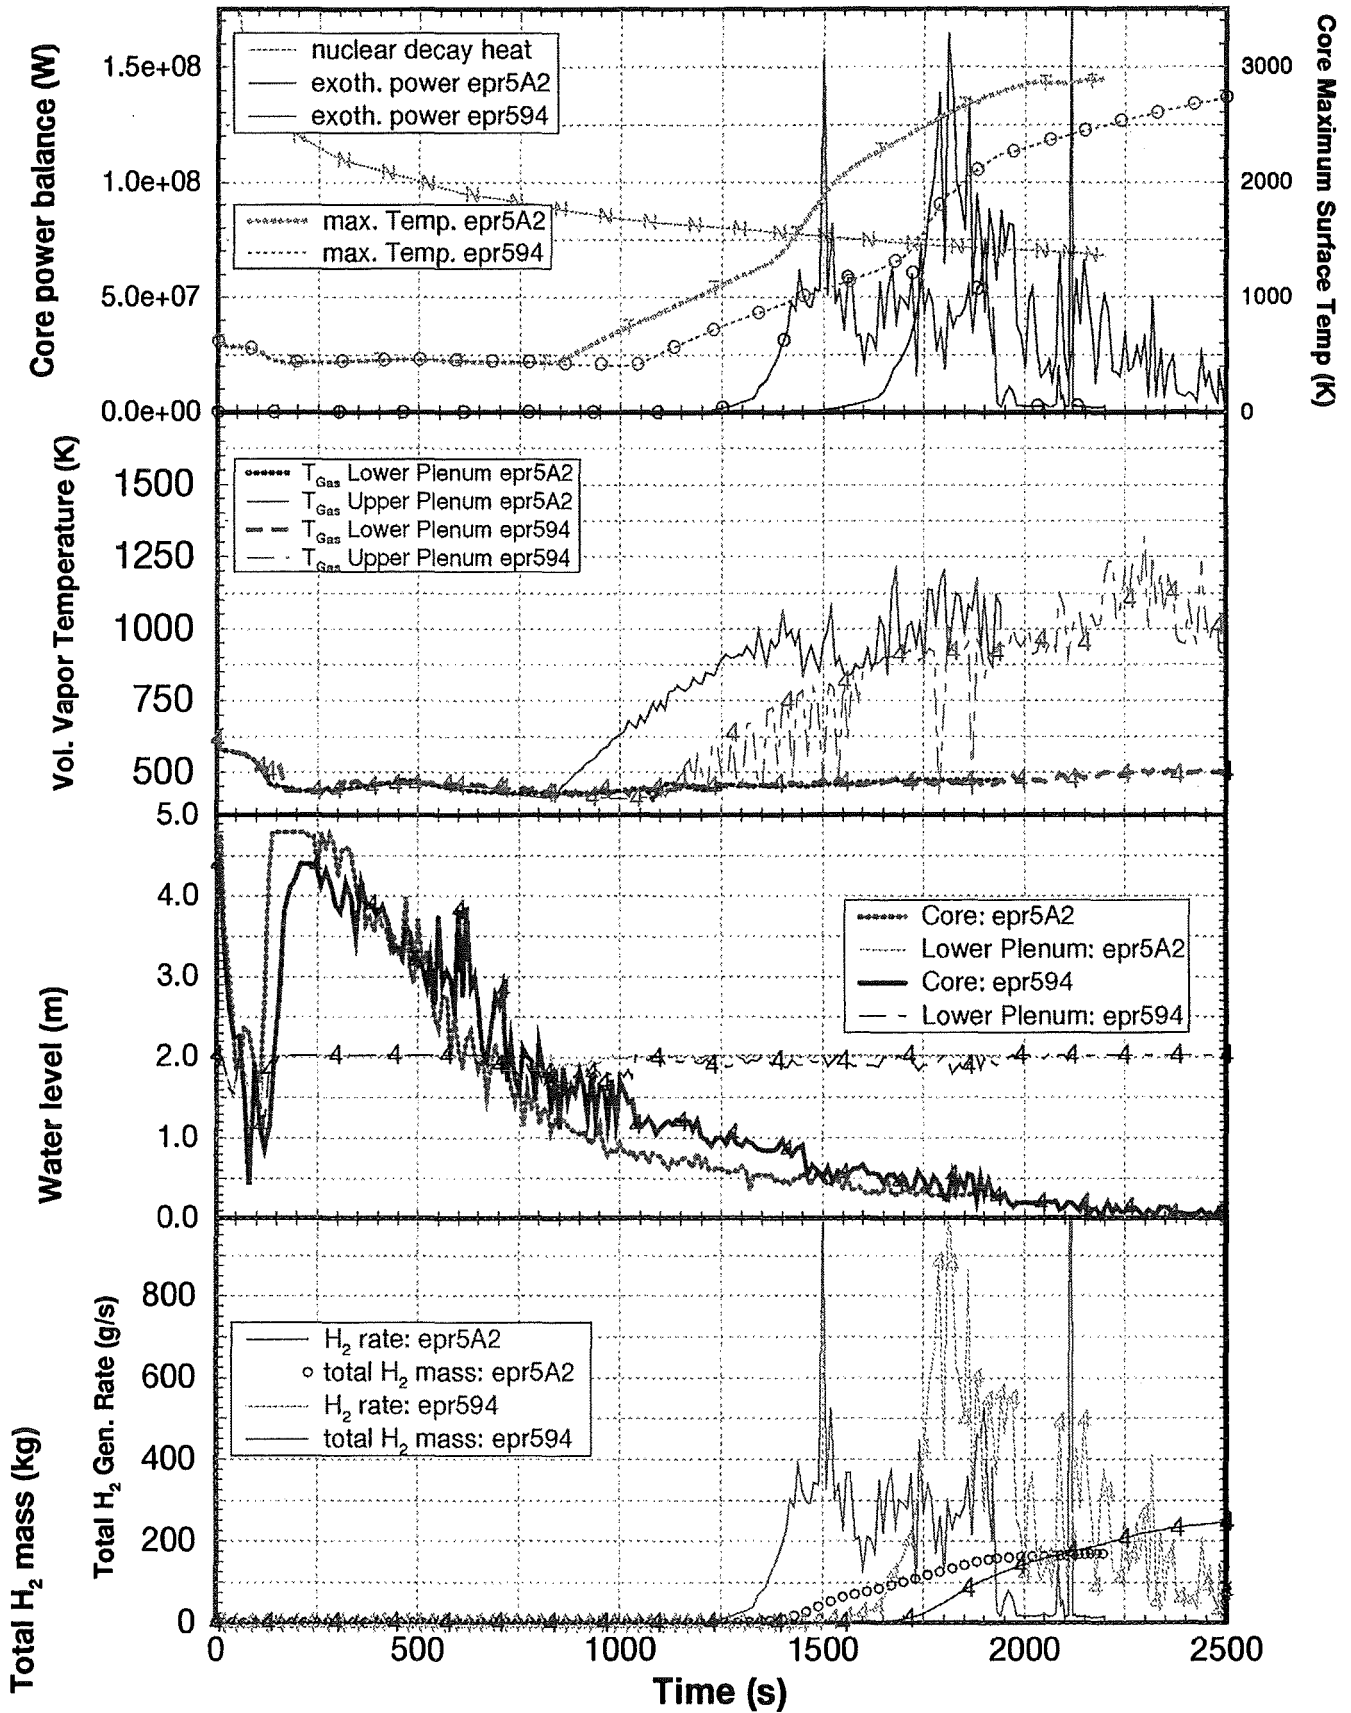 Core power balance (W)
1.5e+08
1.0e+08
5.0e+07
0.0e+00
nuclear decay heat
exoth. power epr5A2
exoth. power epr594
max. Temp. epr5A2
max. Temp. epr594
3000
2000
1000
0
Core Maximum Surface Temp (K)
Vol. Vapor Temperature (K)
1500
1250
1000
750
500
T_Gas Lower Plenum epr5A2
T_Gas Upper Plenum epr5A2
T_Gas Lower Plenum epr594
T_Gas Upper Plenum epr594
Water level (m)
5.0
4.0
3.0
2.0
1.0
0.0
Core: epr5A2
Lower Plenum: epr5A2
Core: epr594
Lower Plenum: epr594
Total H₂ mass (kg)
Total H₂ Gen. Rate (g/s)
800
600
400
200
0
H₂ rate: epr5A2
total H₂ mass: epr5A2
H₂ rate: epr594
total H₂ mass: epr594
0 500 1000 1500 2000 2500
Time (s)